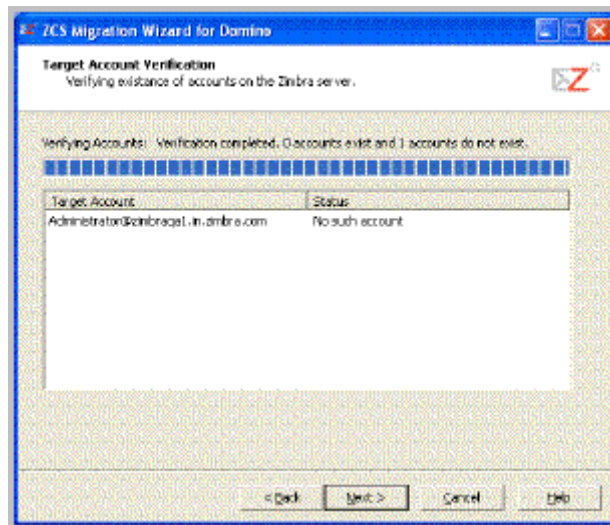 ZCS Migration Wizard for Domino
Target Account Verification
Verifying existance of accounts on the Zimbra server.
Z
Verifying Accounts: Verification completed. 0 accounts exist and 1 accounts do not exist.
Target Account Status
Administrator@zimbraqa1.in.zimbra.com No such account
< Back Next > Cancel Help